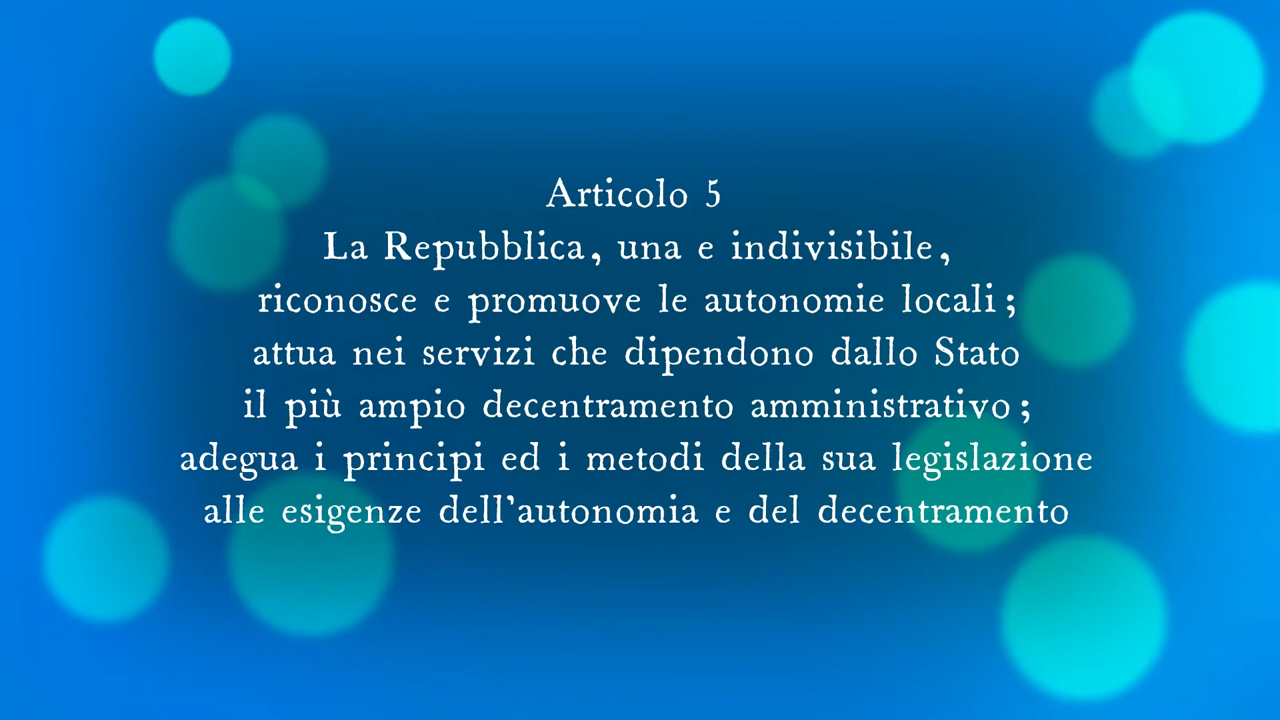 Articolo 5
La Repubblica, una e indivisibile,
riconosce e promuove le autonomie locali;
attua nei servizi che dipendono dallo Stato
il più ampio decentramento amministrativo;
adegua i principi ed i metodi della sua legislazione
alle esigenze dell'autonomia e del decentramento